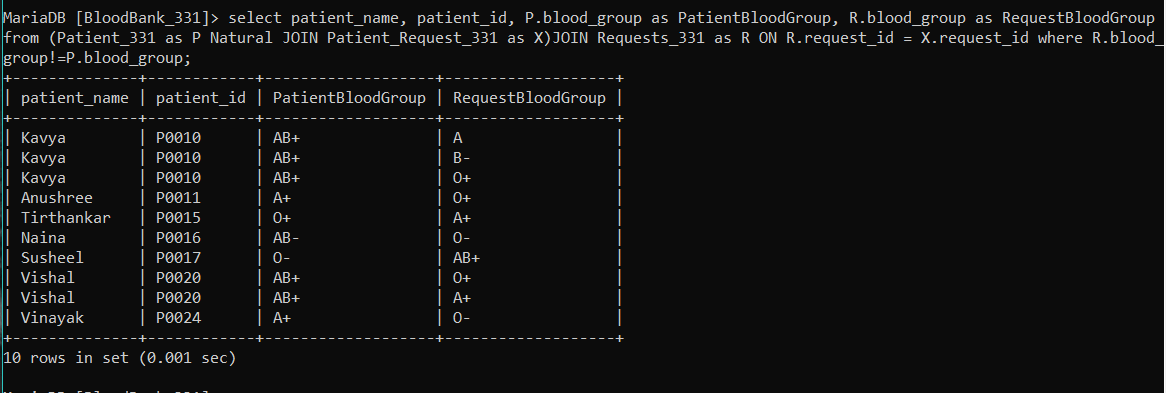 MariaDB [BloodBank_331]> select patient_name, patient_id, P.blood_group as PatientBloodGroup, R.blood_group as RequestBloodGroup
from (Patient_331 as P Natural JOIN Patient_Request_331 as X)JOIN Requests_331 as R ON R.request_id = X.request_id where R.blood_
group!=P.blood_group;
+--------------+------------+-------------------+-------------------+
| patient_name | patient_id | PatientBloodGroup | RequestBloodGroup |
+--------------+------------+-------------------+-------------------+
| Kavya        | P0010      | AB+               | A                 |
| Kavya        | P0010      | AB+               | B-                |
| Kavya        | P0010      | AB+               | O+                |
| Anushree     | P0011      | A+                | O+                |
| Tirthankar   | P0015      | O+                | A+                |
| Naina        | P0016      | AB-               | O-                |
| Susheel      | P0017      | O-                | AB+               |
| Vishal       | P0020      | AB+               | O+                |
| Vishal       | P0020      | AB+               | A+                |
| Vinayak      | P0024      | A+                | O-                |
+--------------+------------+-------------------+-------------------+
10 rows in set (0.001 sec)